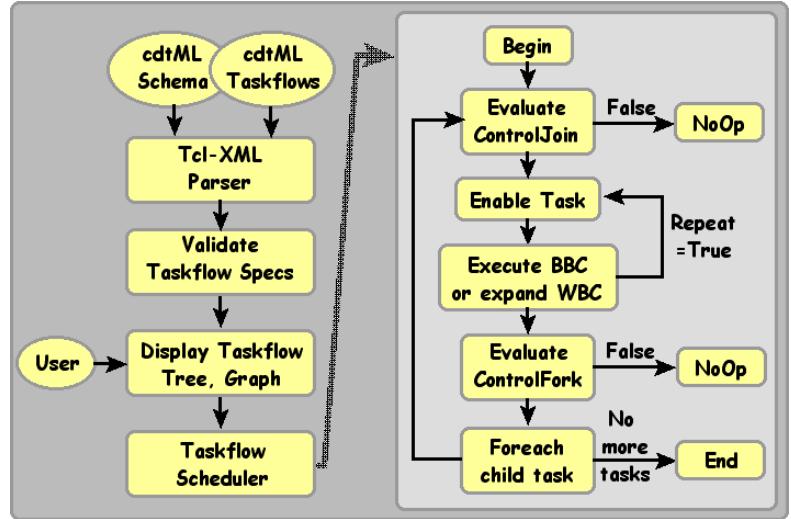 cdtML
Schema
cdtML
Taskflows
Tcl-XML
Parser
Validate
Taskflow Specs
User
Display Taskflow
Tree, Graph
Taskflow
Scheduler
Begin
Evaluate
ControlJoin
False
NoOp
Enable Task
Repeat
=True
Execute BBC
or expand WBC
Evaluate
ControlFork
False
NoOp
Foreach
child task
No
more
tasks
End